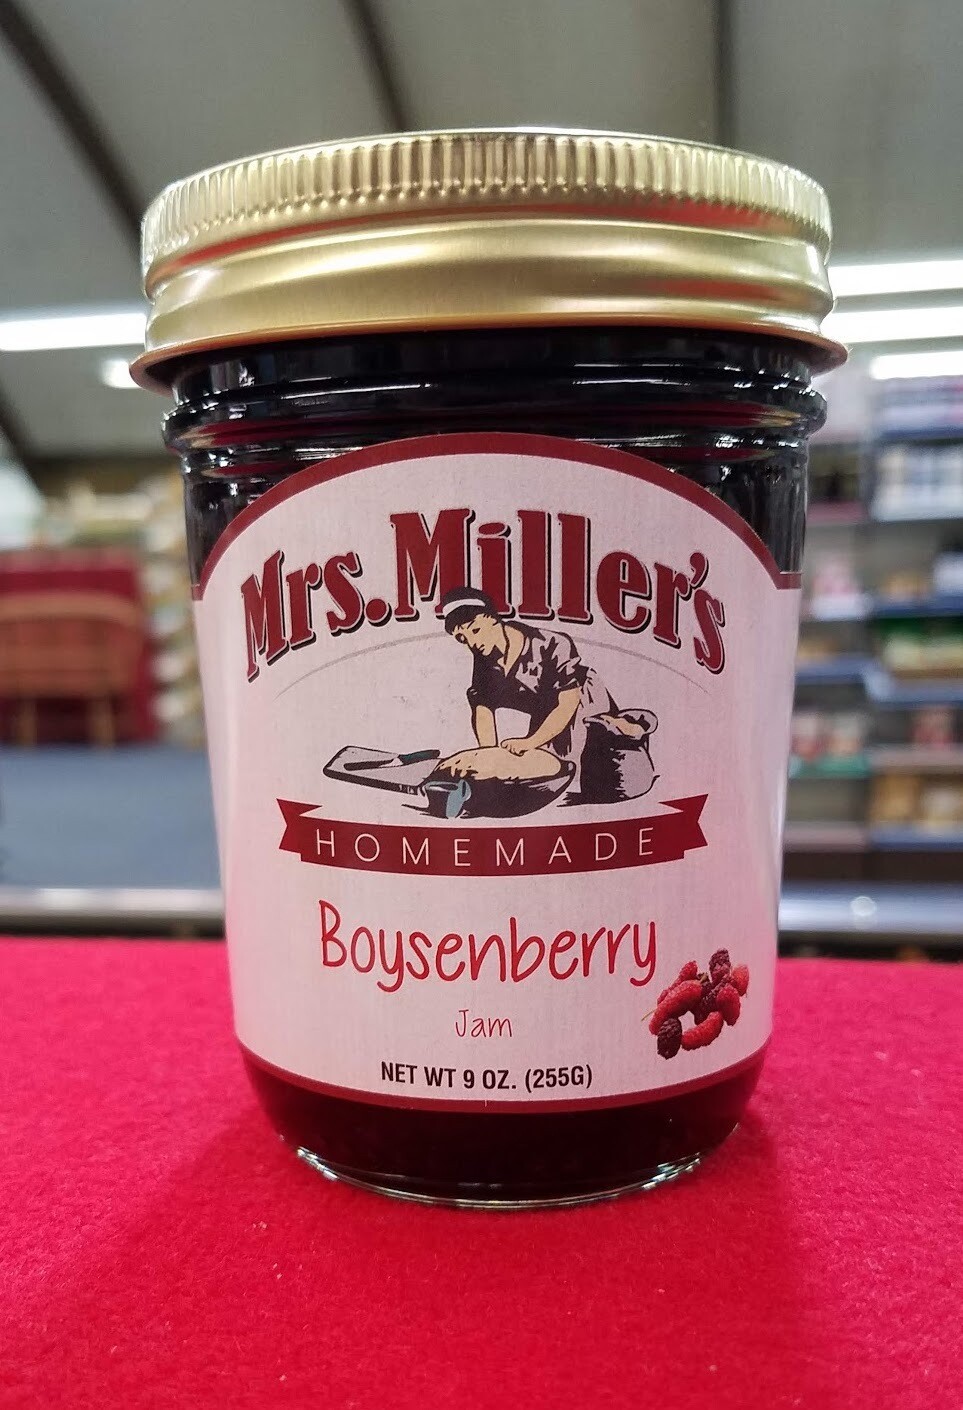 Mrs. Miller's
HOMEMADE
Boysenberry
Jam
NET WT 9 OZ. (255G)